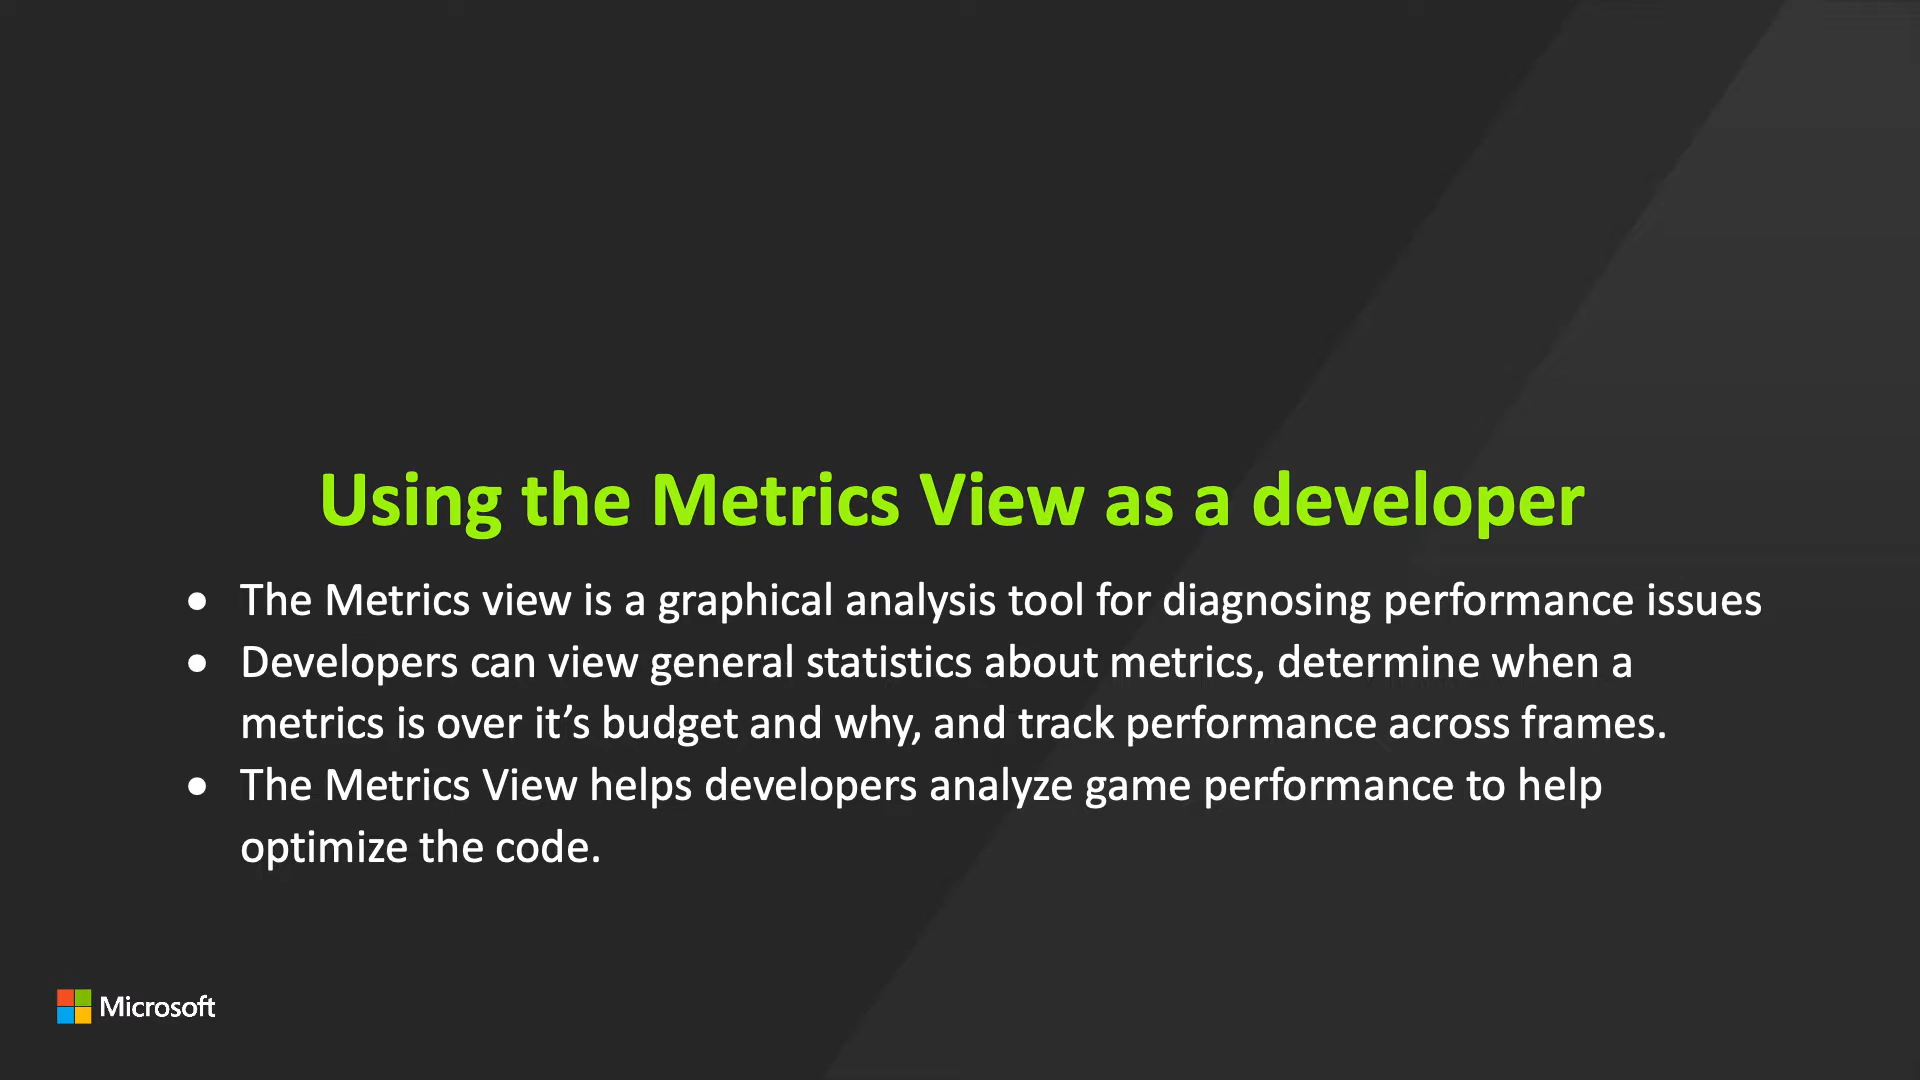 Using the Metrics View as a developer
● The Metrics view is a graphical analysis tool for diagnosing performance issues
● Developers can view general statistics about metrics, determine when a
metrics is over it’s budget and why, and track performance across frames.
● The Metrics View helps developers analyze game performance to help
optimize the code.
Microsoft